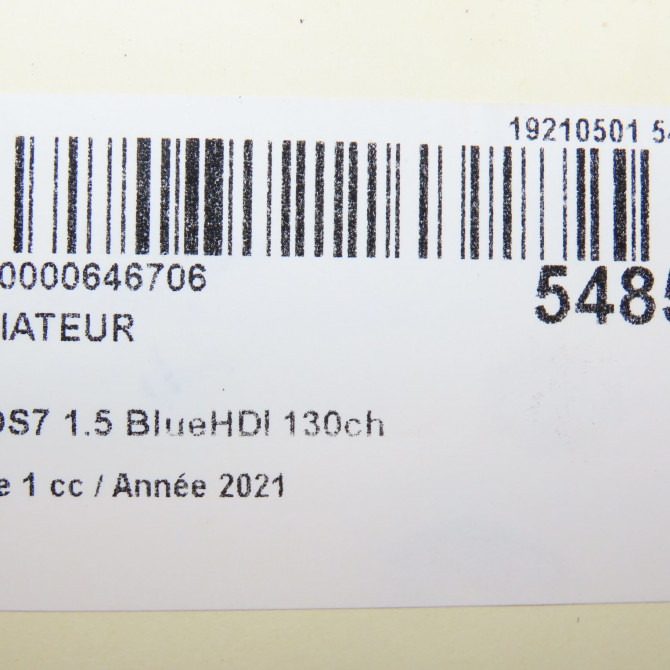 19210501 54
0000646706
5485
IATEUR
DS7 1.5 BlueHDI 130ch
e 1 cc / Année 2021